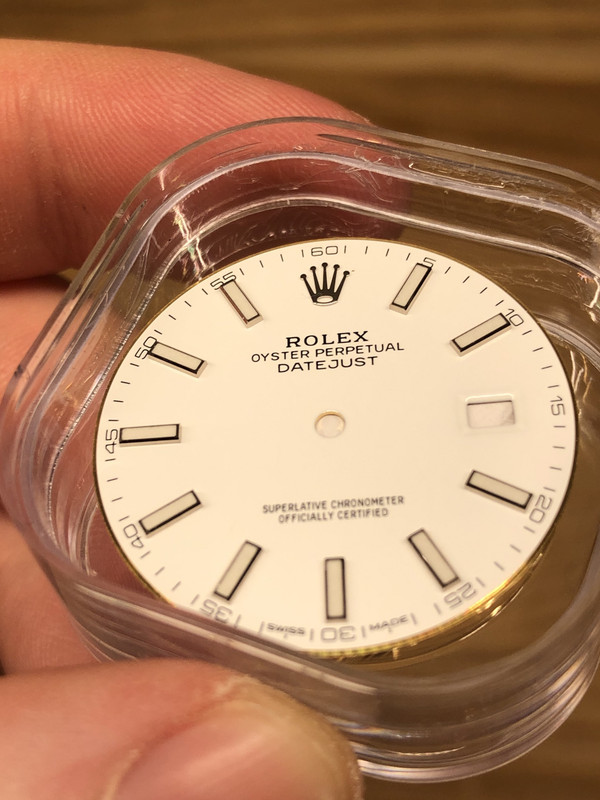 60
5
10
15
20
25
30
35
40
45
50
55
ROLEX
OYSTER PERPETUAL
DATEJUST
SUPERLATIVE CHRONOMETER
OFFICIALLY CERTIFIED
SWISS MADE